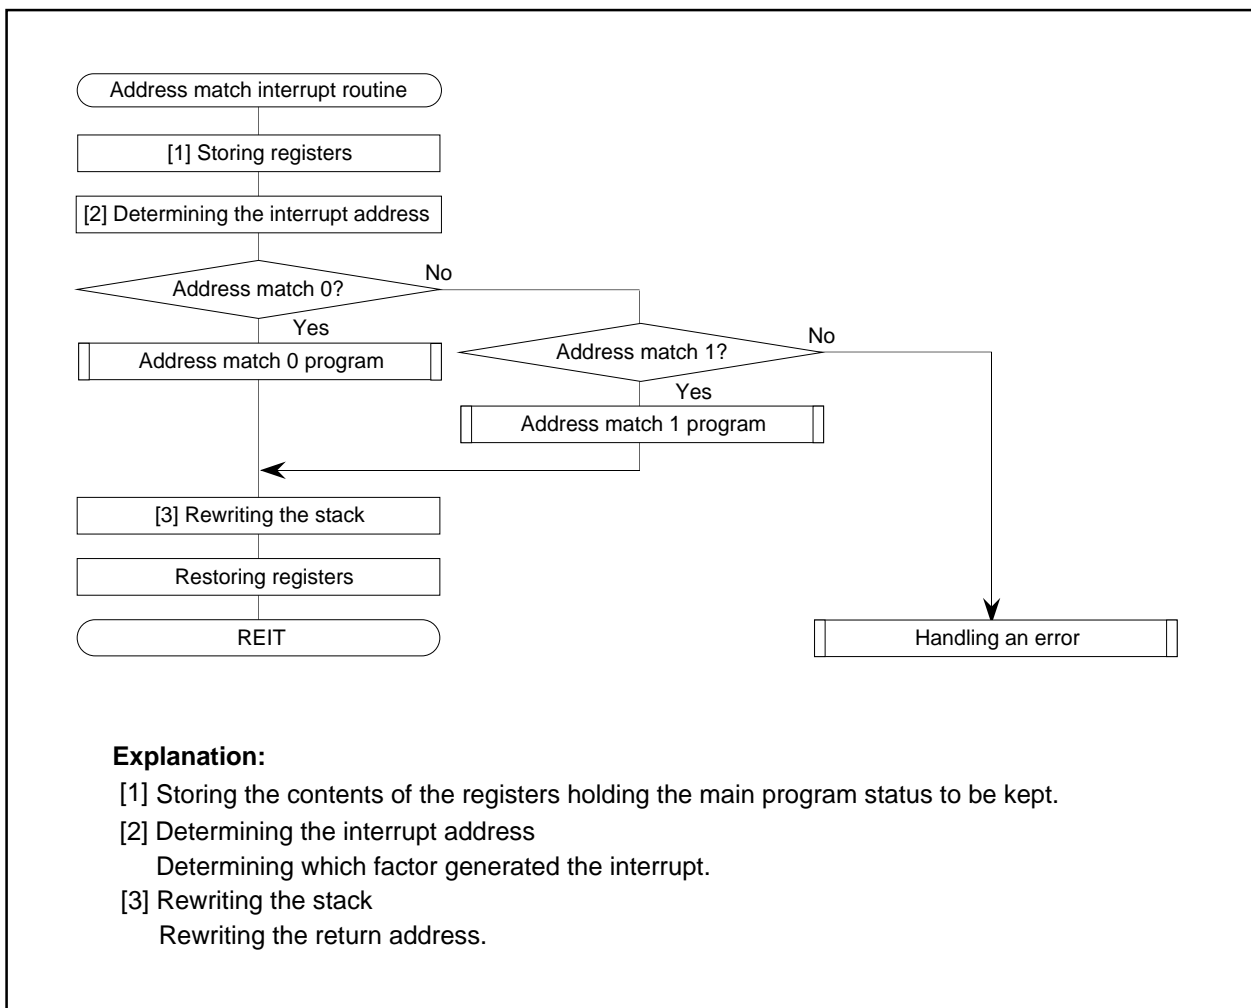 Address match interrupt routine
[1] Storing registers
[2] Determining the interrupt address
Address match 0?
No
Yes
Address match 0 program
Address match 1?
No
Yes
Address match 1 program
[3] Rewriting the stack
Restoring registers
REIT
Handling an error
Explanation:
[1] Storing the contents of the registers holding the main program status to be kept.
[2] Determining the interrupt address
Determining which factor generated the interrupt.
[3] Rewriting the stack
Rewriting the return address.